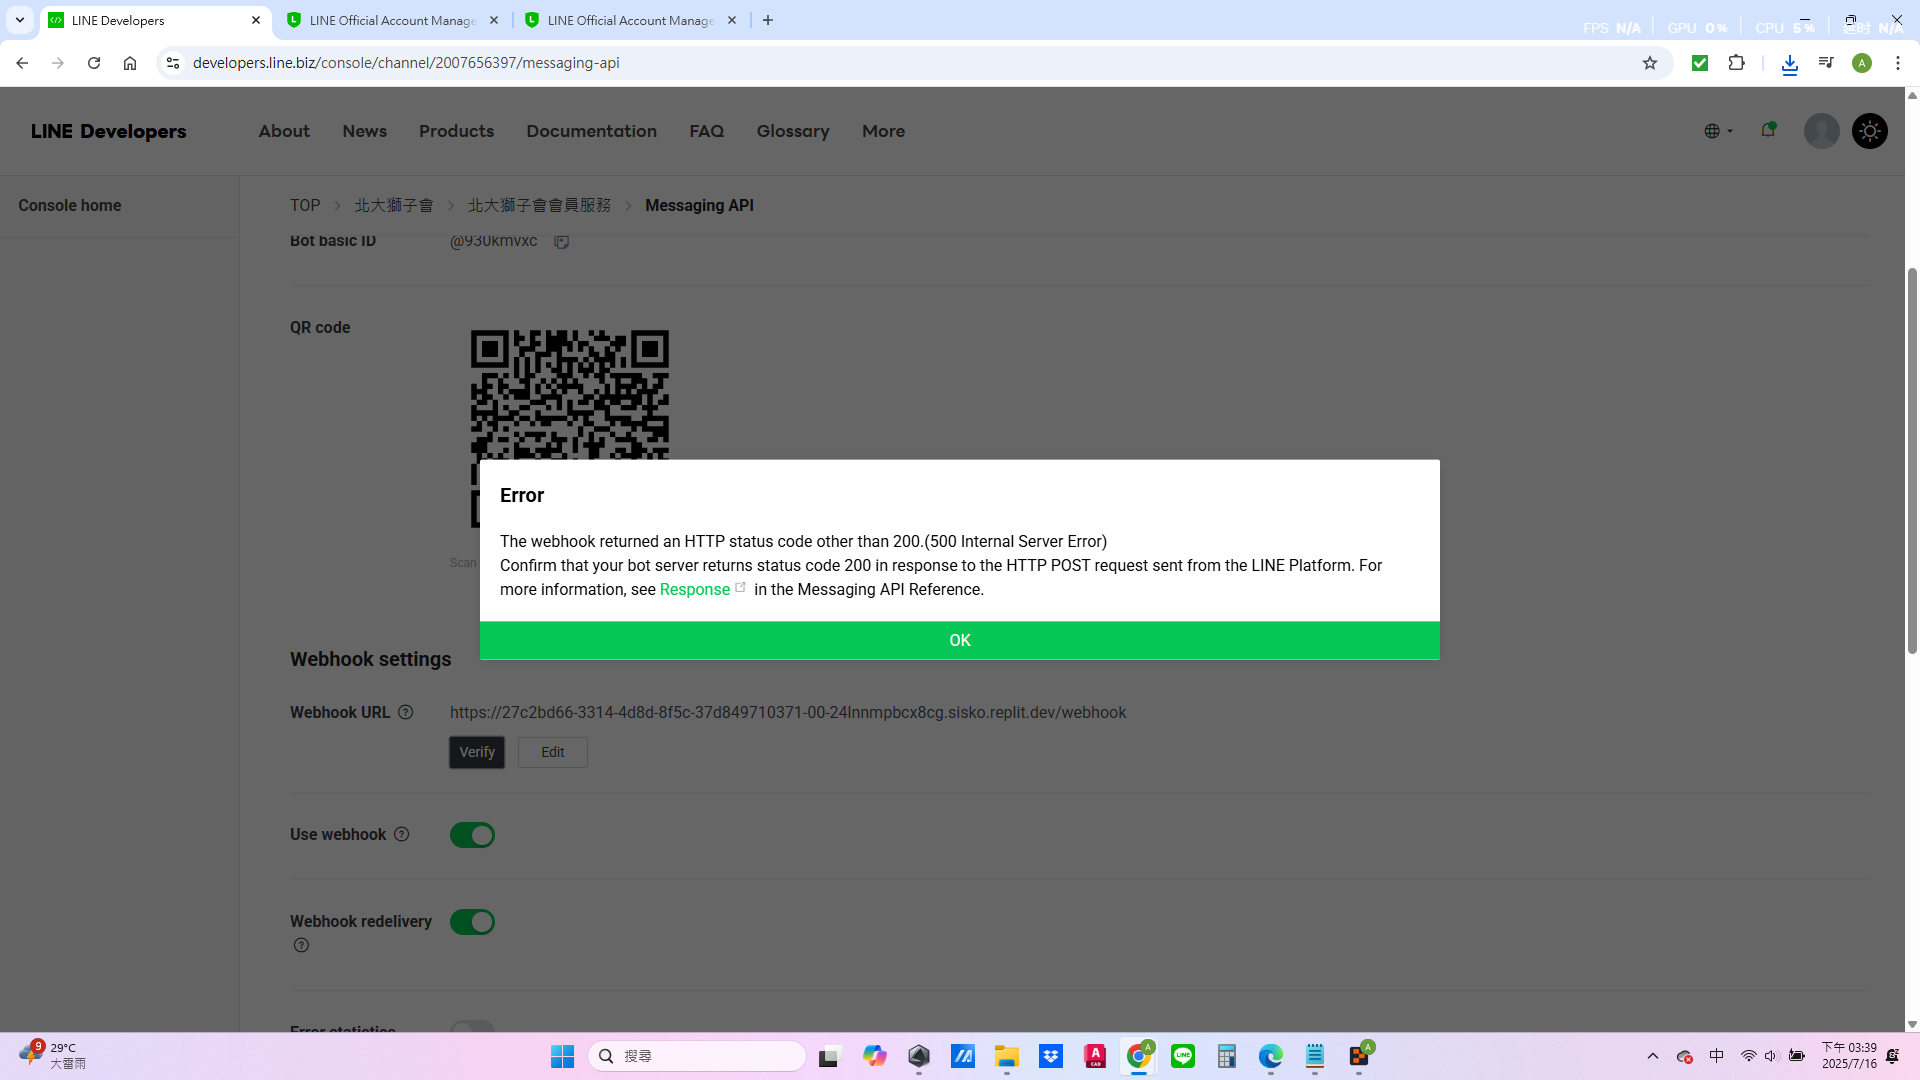 LINE Developers
LINE Official Account Manage
LINE Official Account Manage
FPS N/A GPU 0% CPU 5% 延时 N/A
developers.line.biz/console/channel/2007656397/messaging-api
A
LINE Developers
About
News
Products
Documentation
FAQ
Glossary
More
Console home
TOP > 北大獅子會 > 北大獅子會會員服務 > Messaging API
Bot basic ID @930kmvxc
QR code
Scan
Error
The webhook returned an HTTP status code other than 200.(500 Internal Server Error)
Confirm that your bot server returns status code 200 in response to the HTTP POST request sent from the LINE Platform. For
more information, see Response in the Messaging API Reference.
OK
Webhook settings
Webhook URL ? https://27c2bd66-3314-4d8d-8f5c-37d849710371-00-24lnnmpbcx8cg.sisko.replit.dev/webhook
Verify
Edit
Use webhook ?
Webhook redelivery
?
Error statistics
9
29°C
大雷雨
搜尋
中
下午 03:39
2025/7/16